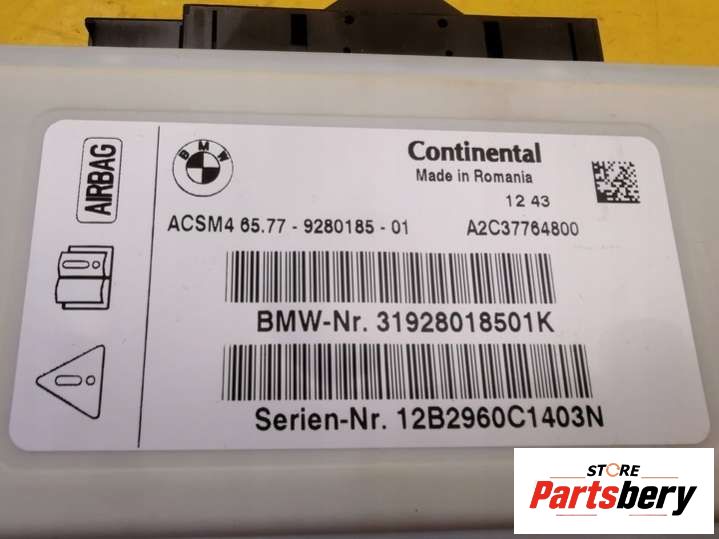 AIRBAG
BMW
Continental
Made in Romania
12 43
ACSM4 65.77 - 9280185 - 01 A2C37764800
BMW-Nr. 31928018501K
Serien-Nr. 12B2960C1403N
STORE
Partsbery